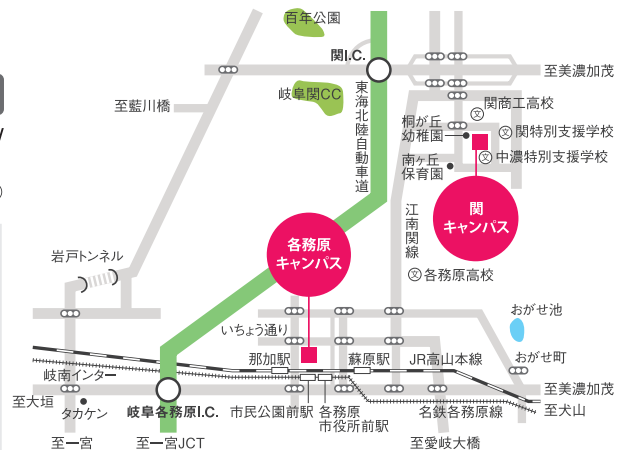 百年公園
関I.C.
至美濃加茂
岐阜関CC
東海北陸自動車道
至藍川橋
関商工高校
桐が丘
幼稚園
関特別支援学校
中濃特別支援学校
南ヶ丘
保育園
関
キャンパス
江南関線
各務原
キャンパス
各務原高校
岩戸トンネル
おがせ池
いちょう通り
那加駅
蘇原駅
JR高山本線
おがせ町
岐南インター
至美濃加茂
至大垣
タカケン
岐阜各務原I.C.
市民公園前駅
各務原
市役所前駅
名鉄各務原線
至犬山
至一宮
至一宮JCT
至愛岐大橋
文
文
文
文